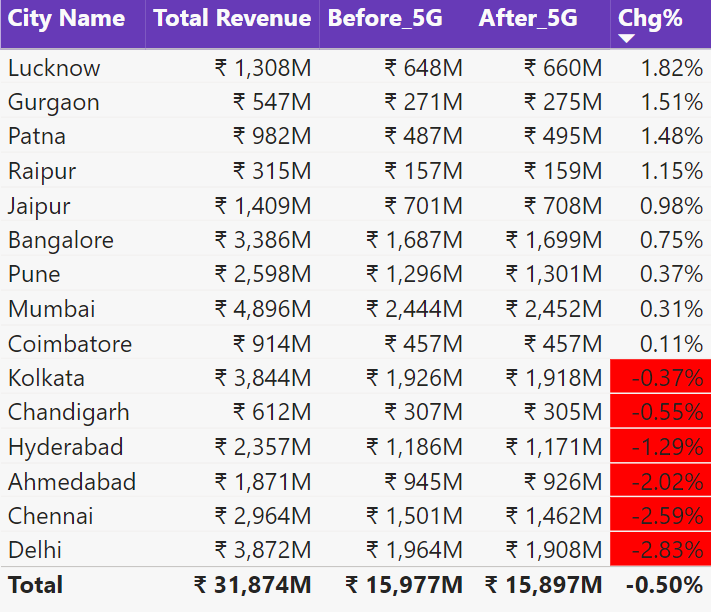 City Name Total Revenue Before_5G After_5G Chg%
Lucknow ₹ 1,308M ₹ 648M ₹ 660M 1.82%
Gurgaon ₹ 547M ₹ 271M ₹ 275M 1.51%
Patna ₹ 982M ₹ 487M ₹ 495M 1.48%
Raipur ₹ 315M ₹ 157M ₹ 159M 1.15%
Jaipur ₹ 1,409M ₹ 701M ₹ 708M 0.98%
Bangalore ₹ 3,386M ₹ 1,687M ₹ 1,699M 0.75%
Pune ₹ 2,598M ₹ 1,296M ₹ 1,301M 0.37%
Mumbai ₹ 4,896M ₹ 2,444M ₹ 2,452M 0.31%
Coimbatore ₹ 914M ₹ 457M ₹ 457M 0.11%
Kolkata ₹ 3,844M ₹ 1,926M ₹ 1,918M -0.37%
Chandigarh ₹ 612M ₹ 307M ₹ 305M -0.55%
Hyderabad ₹ 2,357M ₹ 1,186M ₹ 1,171M -1.29%
Ahmedabad ₹ 1,871M ₹ 945M ₹ 926M -2.02%
Chennai ₹ 2,964M ₹ 1,501M ₹ 1,462M -2.59%
Delhi ₹ 3,872M ₹ 1,964M ₹ 1,908M -2.83%
Total ₹ 31,874M ₹ 15,977M ₹ 15,897M -0.50%